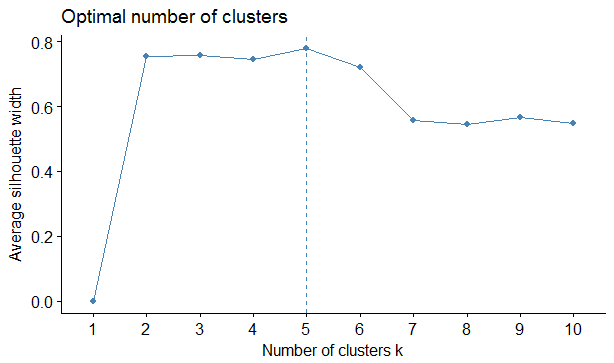 Optimal number of clusters
Average silhouette width
0.8
0.6
0.4
0.2
0.0
1 2 3 4 5 6 7 8 9 10
Number of clusters k